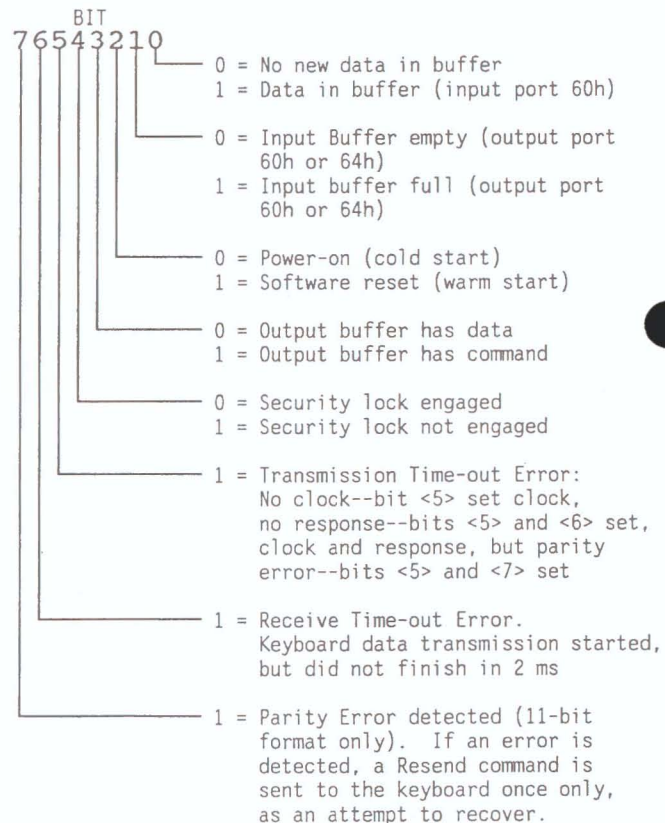 BIT
76543210
0 = No new data in buffer
1 = Data in buffer (input port 60h)
0 = Input Buffer empty (output port
60h or 64h)
1 = Input buffer full (output port
60h or 64h)
0 = Power-on (cold start)
1 = Software reset (warm start)
0 = Output buffer has data
1 = Output buffer has command
0 = Security lock engaged
1 = Security lock not engaged
1 = Transmission Time-out Error:
No clock--bit <5> set clock,
no response--bits <5> and <6> set,
clock and response, but parity
error--bits <5> and <7> set
1 = Receive Time-out Error.
Keyboard data transmission started,
but did not finish in 2 ms
1 = Parity Error detected (11-bit
format only). If an error is
detected, a Resend command is
sent to the keyboard once only,
as an attempt to recover.